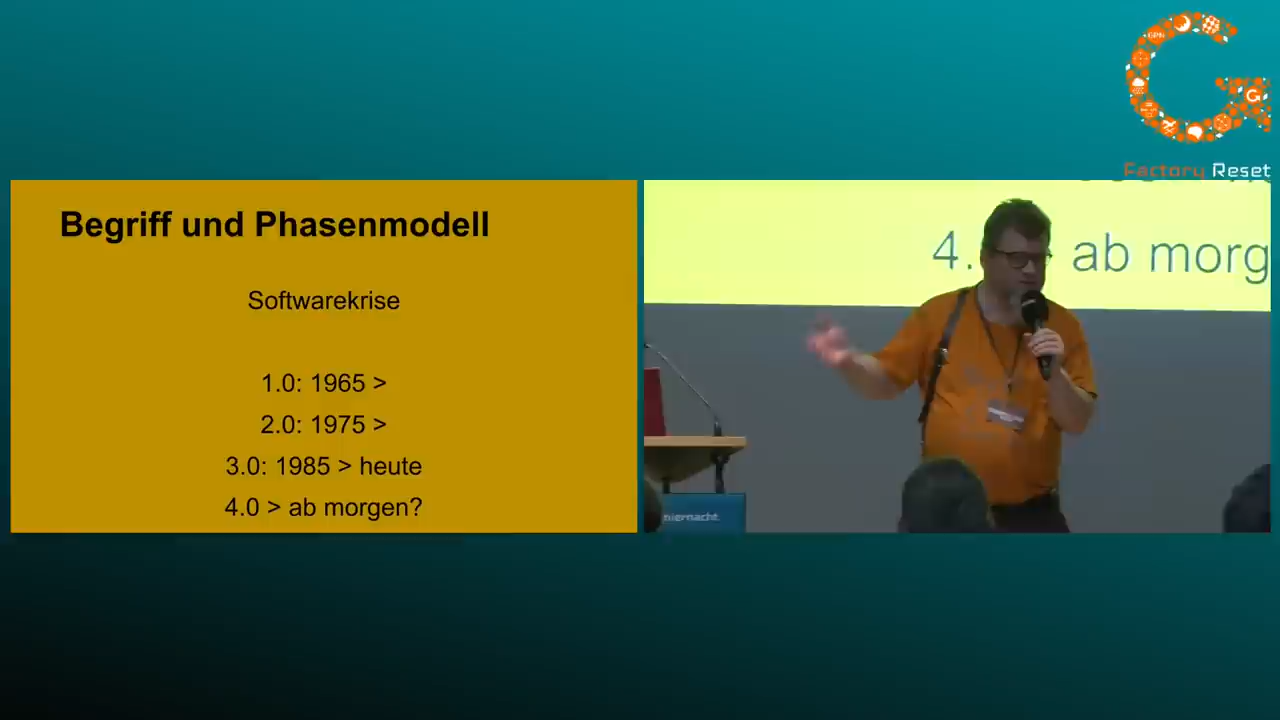 Factory Reset
Begriff und Phasenmodell
Softwarekrise
1.0: 1965 >
2.0: 1975 >
3.0: 1985 > heute
4.0 > ab morgen?
4. ab morg
niernacht.